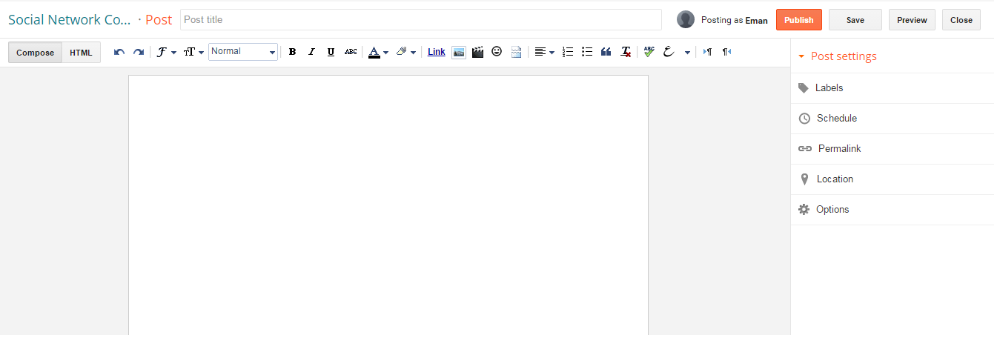 Social Network Co... · Post Post title Posting as Eman Publish Save Preview Close
Compose HTML Normal B I U ABC A Link ABC ع
Post settings
Labels
Schedule
Permalink
Location
Options